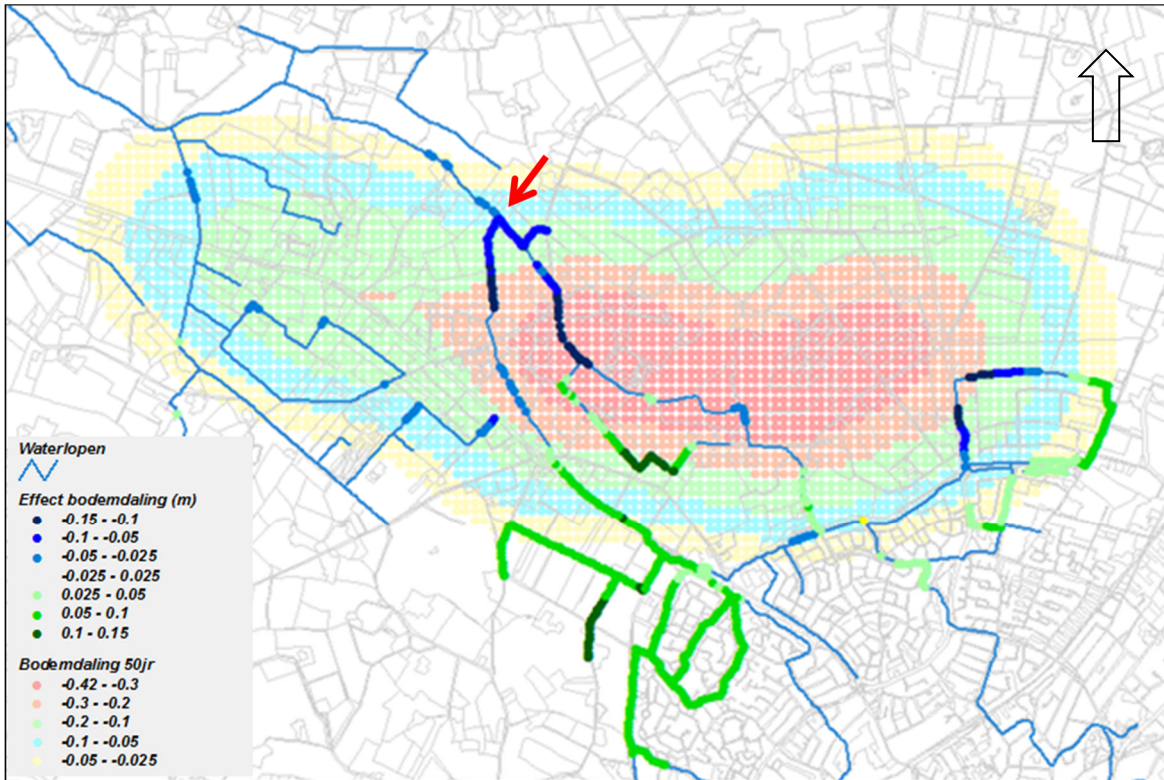 Waterlopen
Effect bodemdaling (m)
-0.15 - -0.1
-0.1 - -0.05
-0.05 - -0.025
-0.025 - 0.025
0.025 - 0.05
0.05 - 0.1
0.1 - 0.15
Bodemdaling 50jr
-0.42 - -0.3
-0.3 - -0.2
-0.2 - -0.1
-0.1 - -0.05
-0.05 - -0.025